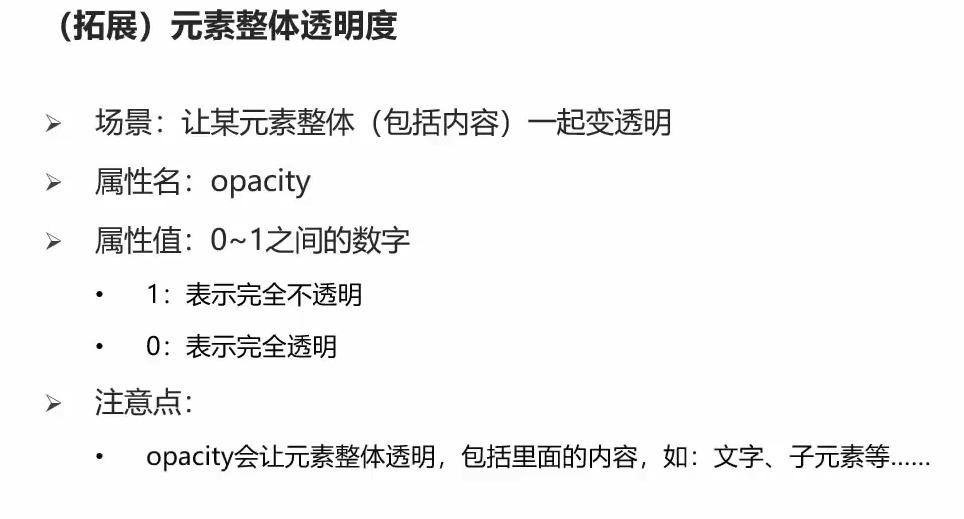 （拓展）元素整体透明度
➢ 场景：让某元素整体（包括内容）一起变透明
➢ 属性名：opacity
➢ 属性值：0~1之间的数字
• 1：表示完全不透明
• 0：表示完全透明
➢ 注意点：
• opacity会让元素整体透明，包括里面的内容，如：文字、子元素等……